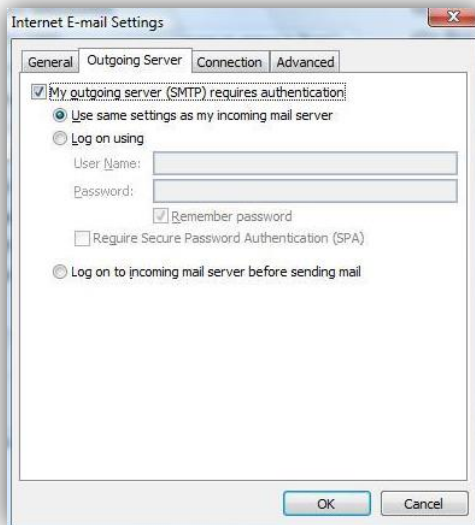 Internet E-mail Settings
General Outgoing Server Connection Advanced
My outgoing server (SMTP) requires authentication
Use same settings as my incoming mail server
Log on using
User Name:
Password:
Remember password
Require Secure Password Authentication (SPA)
Log on to incoming mail server before sending mail
OK Cancel